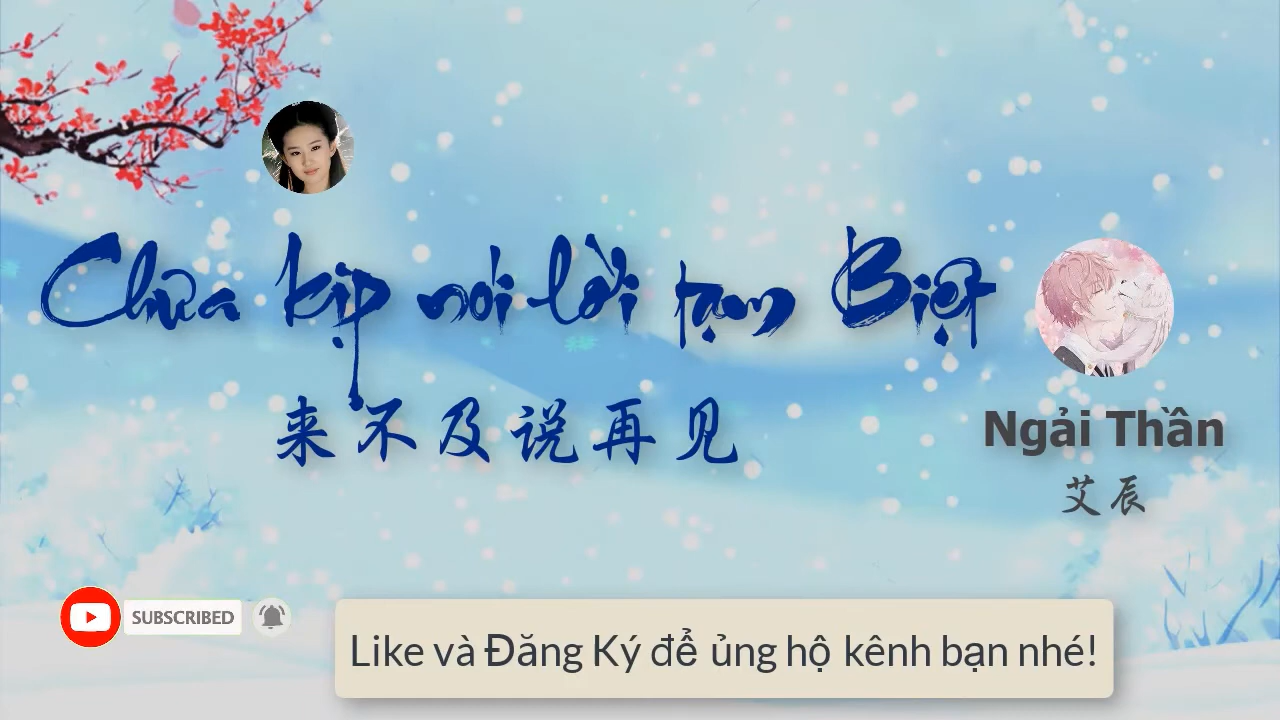 Chưa kịp nói lời tạm Biệt
来不及说再见
Ngải Thần
艾辰
SUBSCRIBED
Like và Đăng Ký để ủng hộ kênh bạn nhé!